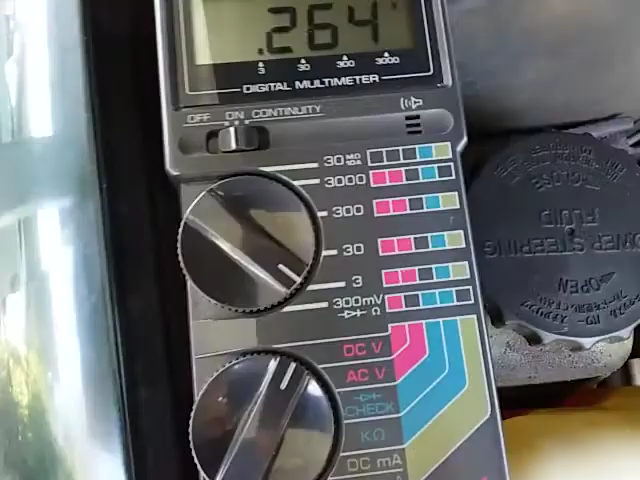 .264
3 30 300 3000
DIGITAL MULTIMETER
OFF ON CONTINUITY
30 MΩ 10A
3000
300
30
3
300mV
Ω
DC V
AC V
CHECK
KΩ
DC mA
CLOSE
POWER STEERING
FLUID
OPEN